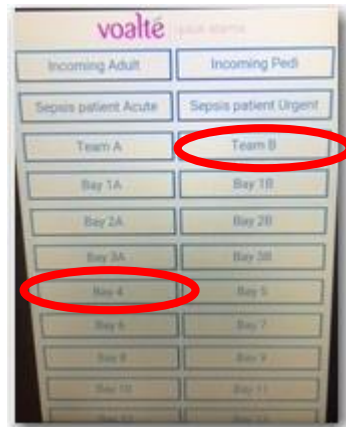 voalté
Incoming Adult Incoming Pedi
Sepsis patient Acute Sepsis patient Urgent
Team A Team B
Bay 1A Bay 1B
Bay 2A Bay 2B
Bay 3A Bay 3B
Bay 4 Bay 5
Bay 6 Bay 7
Bay 8 Bay 9
Bay 10 Bay 11